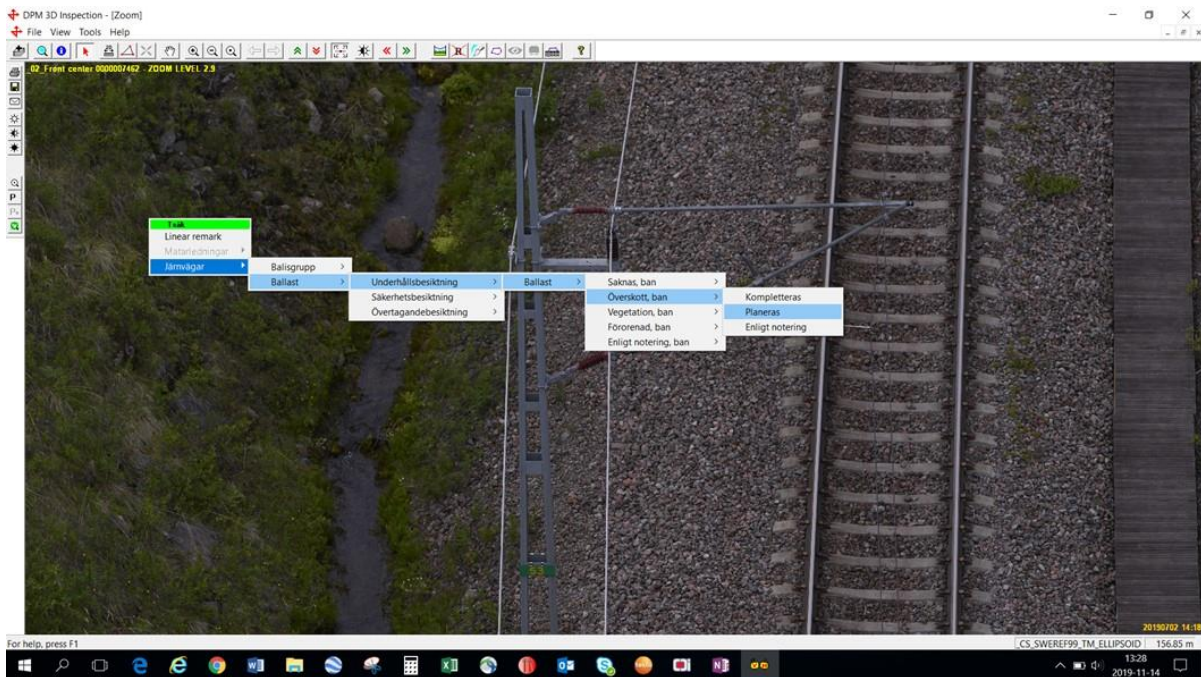 DPM 3D Inspection - [Zoom]
File View Tools Help
02_Front center 0000007462 - ZOOM LEVEL 2.9
P
Linear remark
Matarledningar
Järnvägar
Balisgrupp
Ballast
Underhållsbesiktning
Säkerhetsbesiktning
Övertagandebesiktning
Ballast
Saknas, ban
Överskott, ban
Vegetation, ban
Förorenad, ban
Enligt notering, ban
Kompletteras
Planeras
Enligt notering
20190702 14:18
For help, press F1
CS_SWEREF99_TM_ELLIPSOID 156.85 m
13:28
2019-11-14